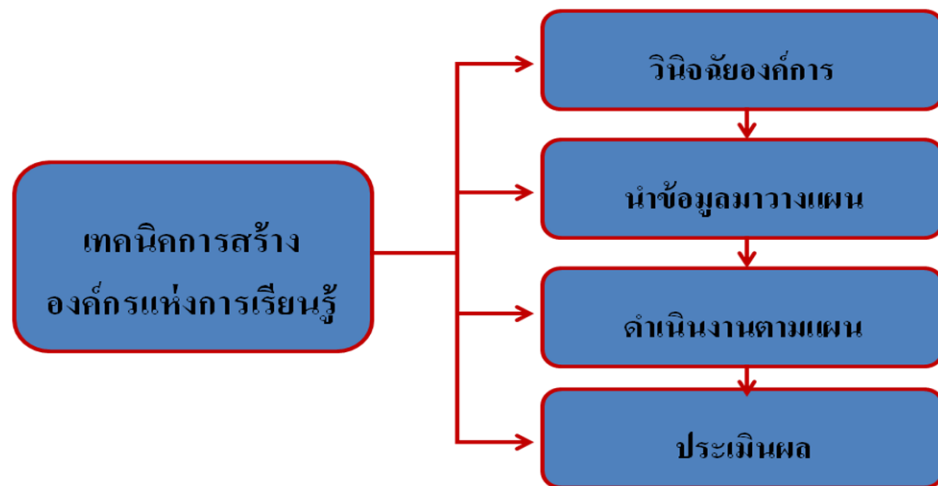 เทคนิคการสร้าง
องค์กรแห่งการเรียนรู้
วินิจฉัยองค์การ
นำข้อมูลมาวางแผน
ดำเนินงานตามแผน
ประเมินผล